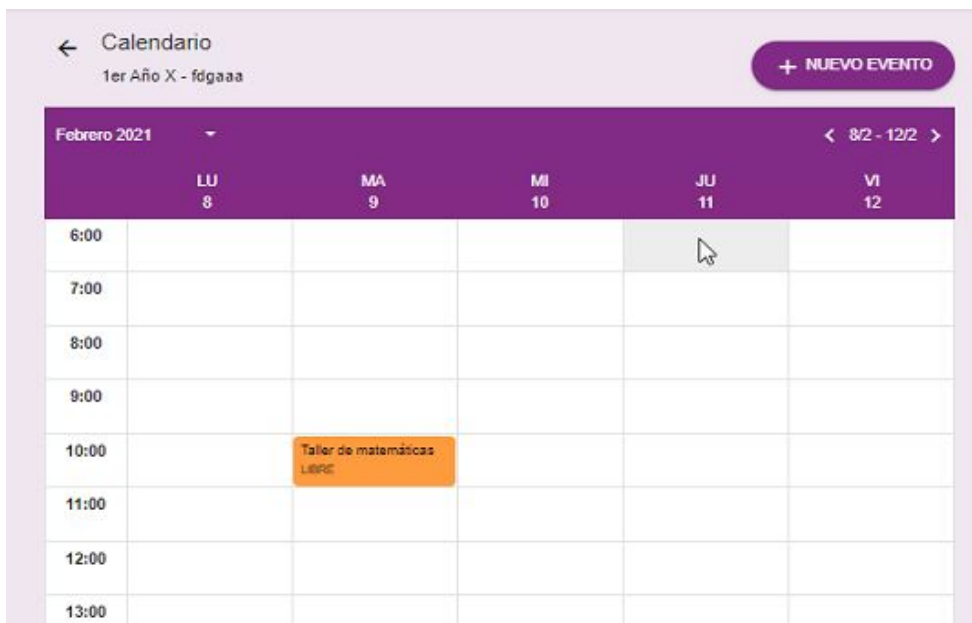 Calendario
1er Año X - fdgaaa
+ NUEVO EVENTO
Febrero 2021
< 8/2 - 12/2 >
LU MA MI JU VI
8 9 10 11 12
6:00
7:00
8:00
9:00
10:00 Taller de matemáticas
LIBRE
11:00
12:00
13:00